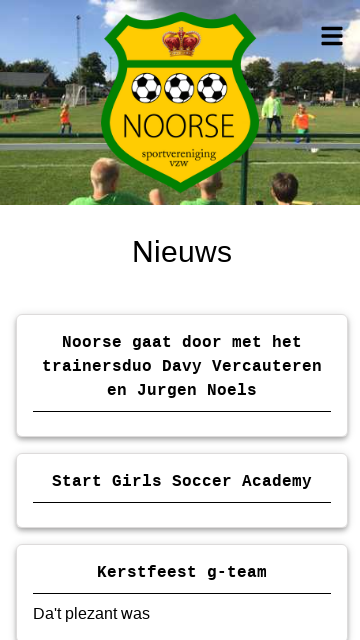 NOORSE
sportvereniging
vzw
Nieuws
Noorse gaat door met het
trainersduo Davy Vercauteren
en Jurgen Noels
Start Girls Soccer Academy
Kerstfeest g-team
Da't plezant was